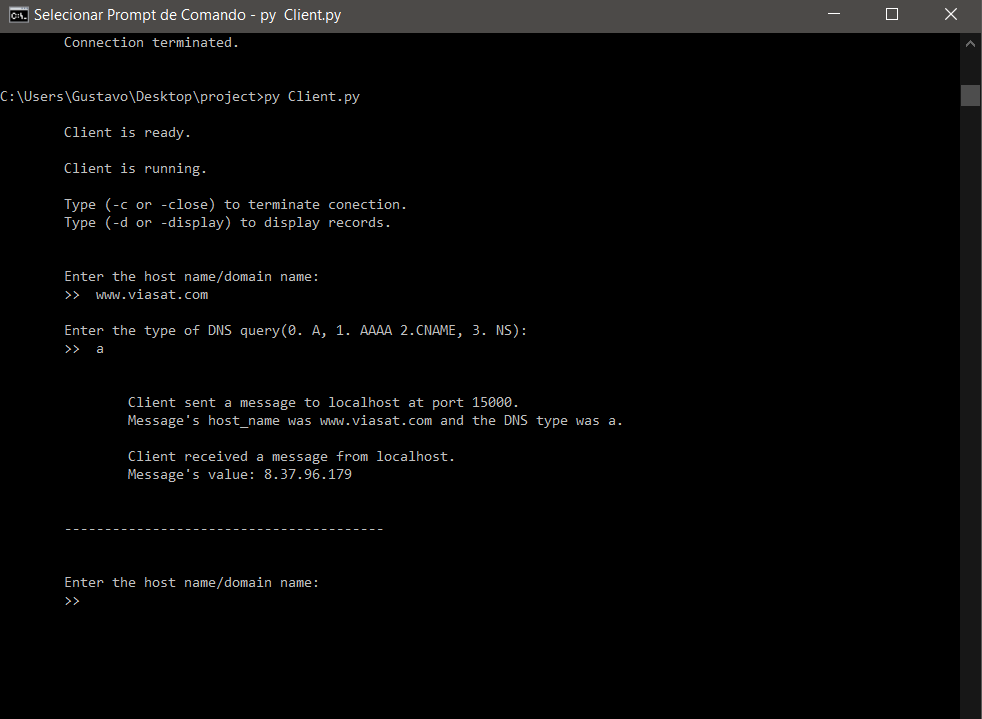 Selecionar Prompt de Comando - py  Client.py
Connection terminated.
C:\Users\Gustavo\Desktop\project>py Client.py
Client is ready.
Client is running.
Type (-c or -close) to terminate conection.
Type (-d or -display) to display records.
Enter the host name/domain name:
>>  www.viasat.com
Enter the type of DNS query(0. A, 1. AAAA 2.CNAME, 3. NS):
>>  a
Client sent a message to localhost at port 15000.
Message's host_name was www.viasat.com and the DNS type was a.
Client received a message from localhost.
Message's value: 8.37.96.179
----------------------------------------
Enter the host name/domain name:
>>